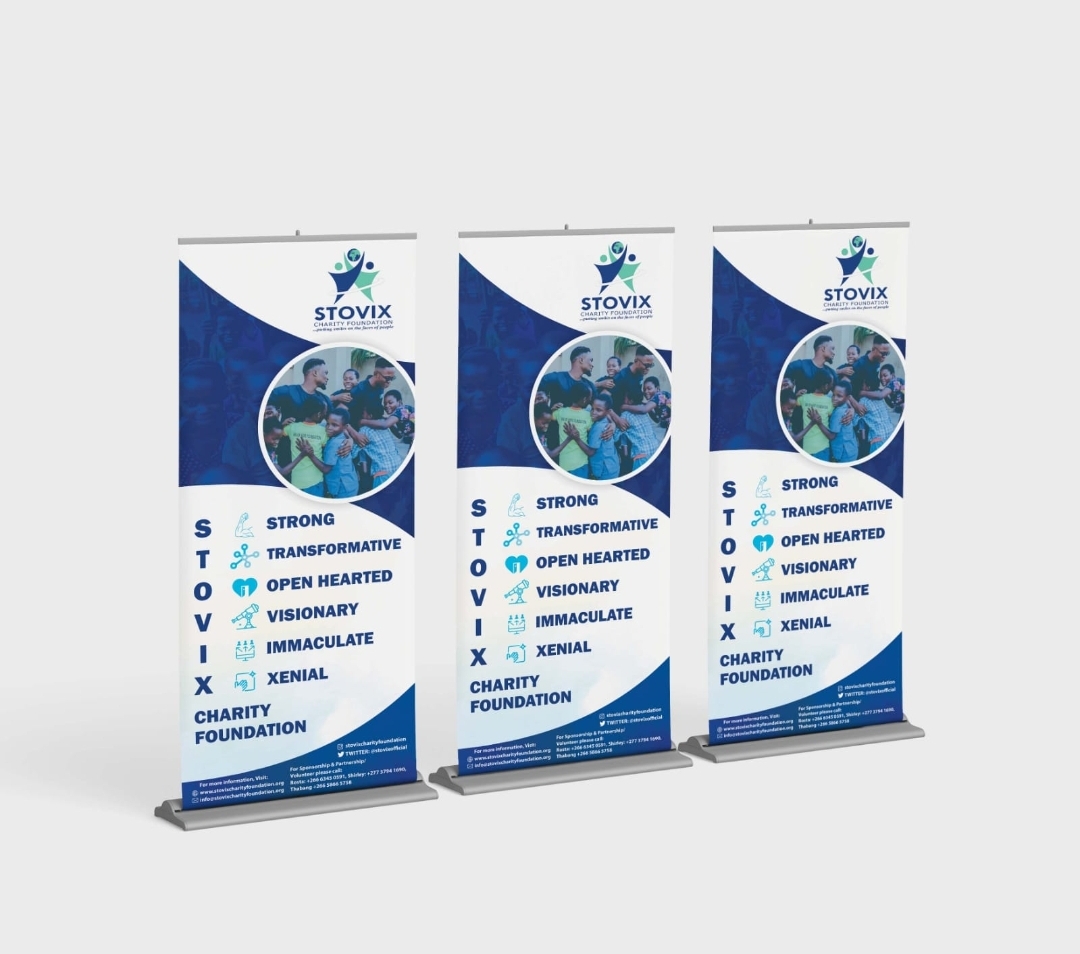 STOVIX
CHARITY FOUNDATION
...putting smiles on the faces of people
S STRONG
T TRANSFORMATIVE
O OPEN HEARTED
V VISIONARY
I IMMACULATE
X XENIAL
CHARITY
FOUNDATION
stovixcharityfoundation
TWITTER: @stovixofficial
For more information, Visit:
www.stovixcharityfoundation.org
info@stovixcharityfoundation.org
For Sponsorship & Partnership/
Volunteer please call:
+266 6345 0591, Shirley: +277 3794 1690,
Thabang +266 5866 5758
STOVIX
CHARITY FOUNDATION
...putting smiles on the faces of people
S STRONG
T TRANSFORMATIVE
O OPEN HEARTED
V VISIONARY
I IMMACULATE
X XENIAL
CHARITY
FOUNDATION
stovixcharityfoundation
TWITTER: @stovixofficial
For more information, Visit:
www.stovixcharityfoundation.org
info@stovixcharityfoundation.org
For Sponsorship & Partnership/
Volunteer please call:
+266 6345 0591, Shirley: +277 3794 1690,
Thabang +266 5866 5758
STOVIX
CHARITY FOUNDATION
...putting smiles on the faces of people
S STRONG
T TRANSFORMATIVE
O OPEN HEARTED
V VISIONARY
I IMMACULATE
X XENIAL
CHARITY
FOUNDATION
stovixcharityfoundation
TWITTER: @stovixofficial
For more information, Visit:
www.stovixcharityfoundation.org
info@stovixcharityfoundation.org
For Sponsorship & Partnership/
Volunteer please call:
+266 6345 0591, Shirley: +277 3794 1690,
Thabang +266 5866 5758